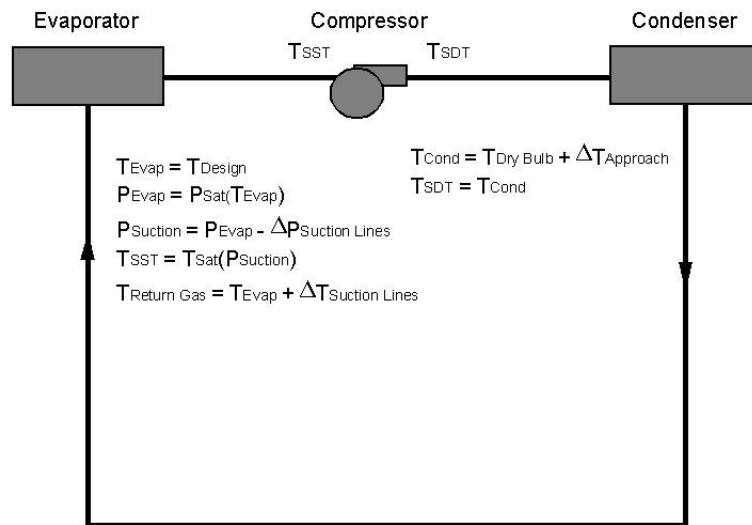 Evaporator
Compressor
Condenser
TSST
TSDT
TEvap = TDesign
PEvap = PSat(TEvap)
PSuction = PEvap - ΔPSuction Lines
TSST = TSat(PSuction)
TReturn Gas = TEvap + ΔTSuction Lines
TCond = TDry Bulb + ΔTApproach
TSDT = TCond